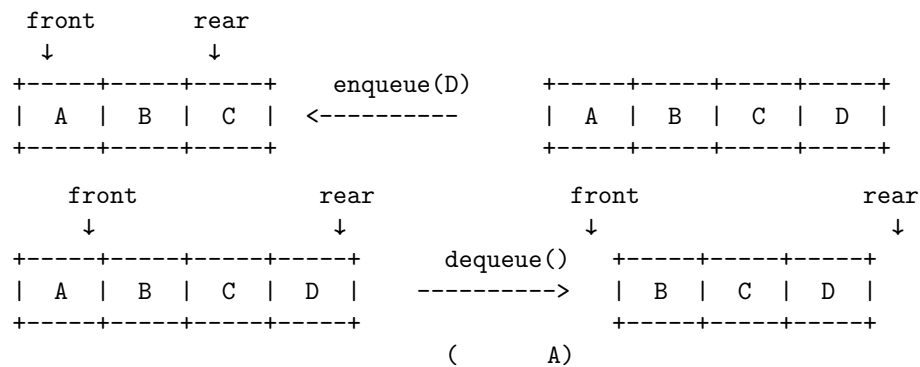 front          rear
↓         ↓
+-----+-----+-----+    enqueue(D)     +-----+-----+-----+-----+
|  A  |  B  |  C  |  <----------      |  A  |  B  |  C  |  D  |
+-----+-----+-----+                   +-----+-----+-----+-----+
front               rear            front               rear
↓                 ↓                 ↓                     ↓
+-----+-----+-----+-----+      dequeue()   +-----+-----+-----+
|  A  |  B  |  C  |  D  |    ---------->   |  B  |  C  |  D  |
+-----+-----+-----+-----+                  +-----+-----+-----+
(      A)